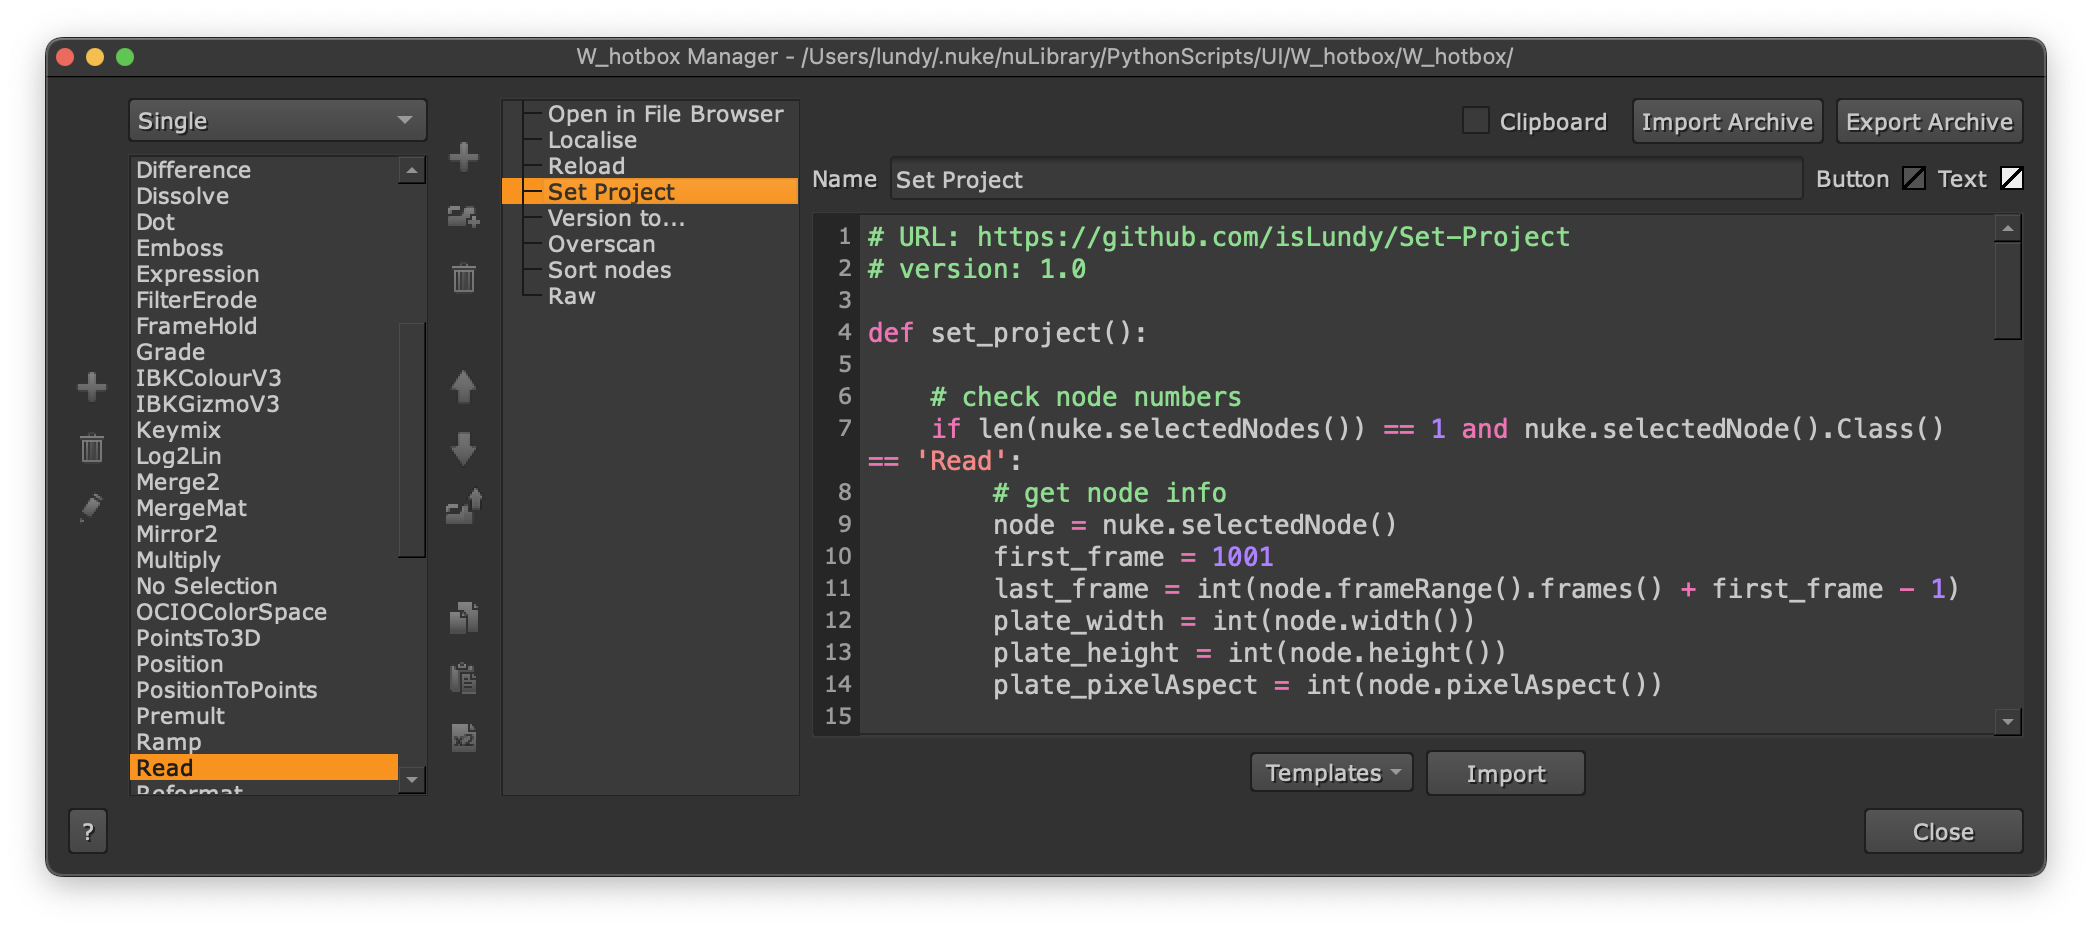 W_hotbox Manager - /Users/lundy/.nuke/nuLibrary/PythonScripts/UI/W_hotbox/W_hotbox/
Single
Difference
Dissolve
Dot
Emboss
Expression
FilterErode
FrameHold
Grade
IBKColourV3
IBKGizmoV3
Keymix
Log2Lin
Merge2
MergeMat
Mirror2
Multiply
No Selection
OCIOColorSpace
PointsTo3D
Position
PositionToPoints
Premult
Ramp
Read
Reformat
?
x2
Open in File Browser
Localise
Reload
Set Project
Version to...
Overscan
Sort nodes
Raw
Clipboard
Import Archive
Export Archive
Name
Set Project
Button
Text
1 # URL: https://github.com/isLundy/Set-Project
2 # version: 1.0
3
4 def set_project():
5
6     # check node numbers
7     if len(nuke.selectedNodes()) == 1 and nuke.selectedNode().Class()
== 'Read':
8         # get node info
9         node = nuke.selectedNode()
10         first_frame = 1001
11         last_frame = int(node.frameRange().frames() + first_frame - 1)
12         plate_width = int(node.width())
13         plate_height = int(node.height())
14         plate_pixelAspect = int(node.pixelAspect())
15
Templates
Import
Close